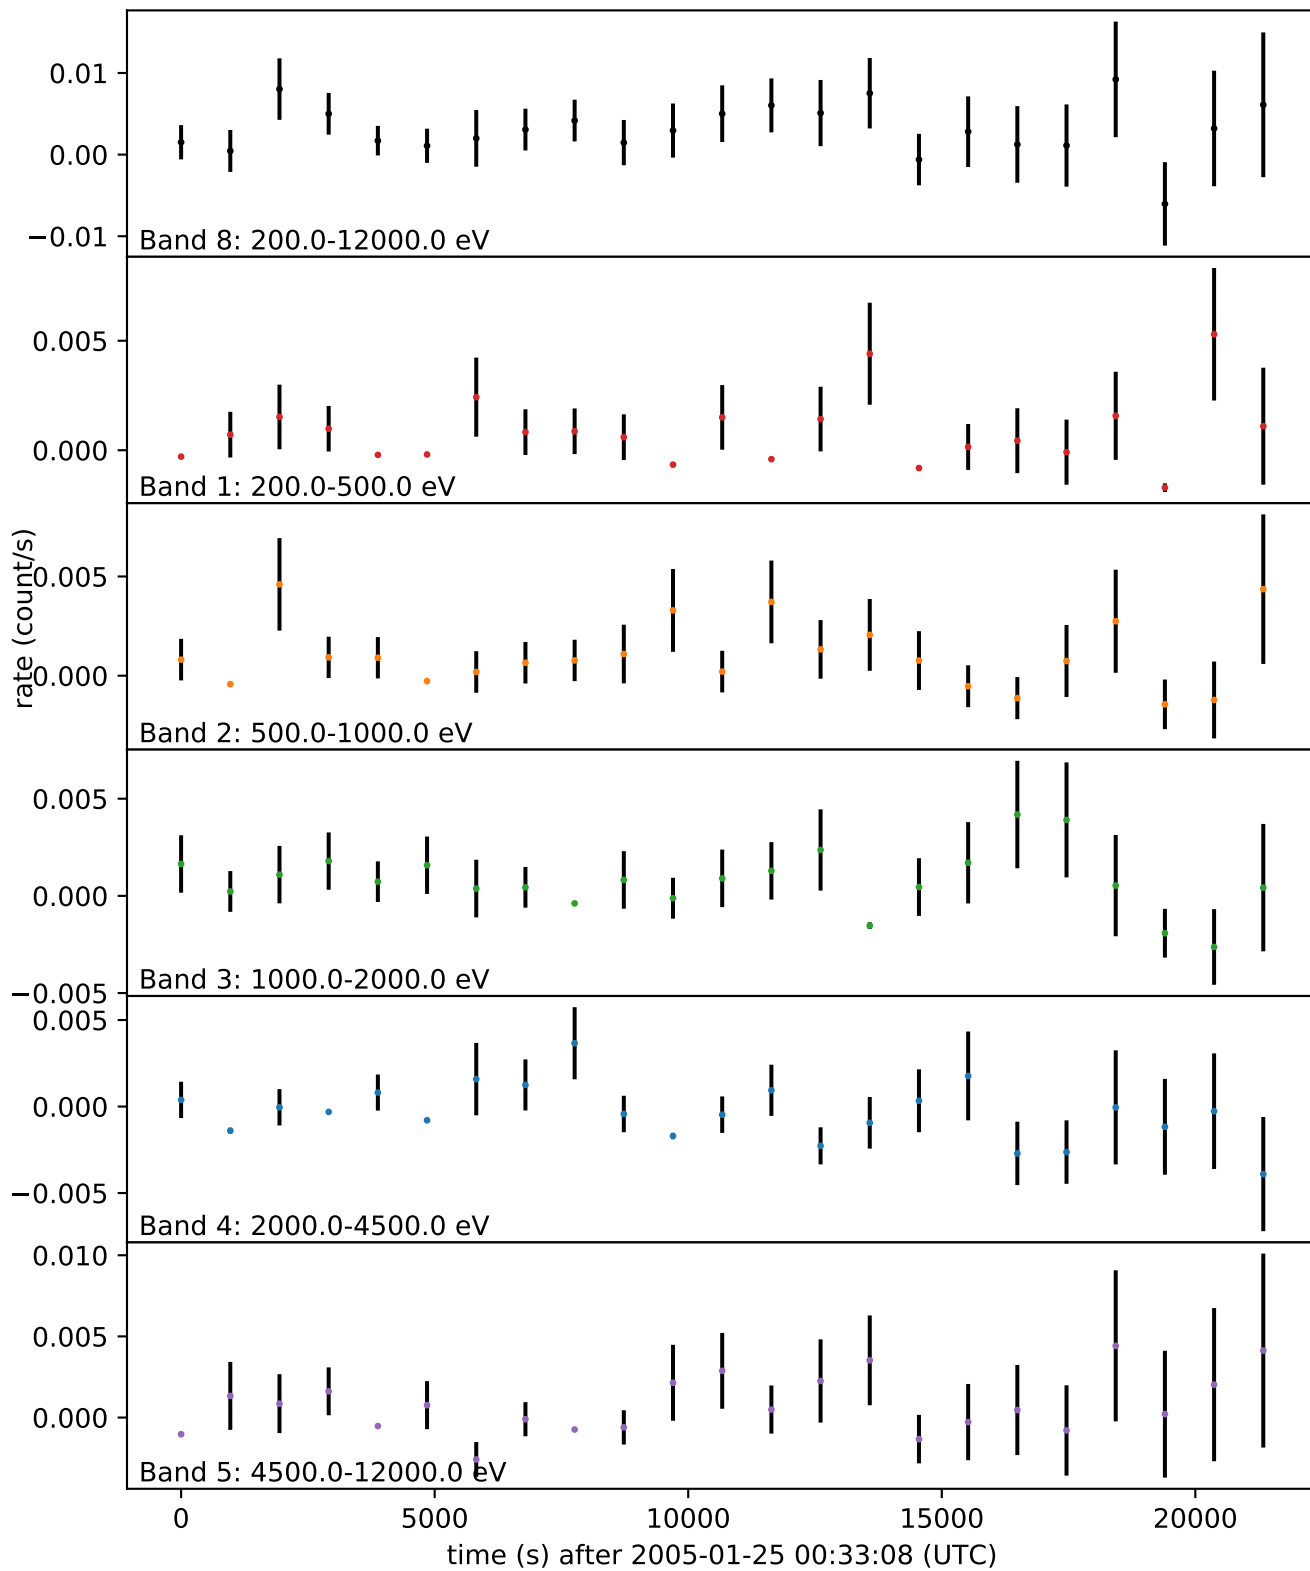 0.01
0.00
−0.01
Band 8: 200.0-12000.0 eV
0.005
0.000
Band 1: 200.0-500.0 eV
rate (count/s)
0.005
0.000
Band 2: 500.0-1000.0 eV
0.005
0.000
−0.005
Band 3: 1000.0-2000.0 eV
0.005
0.000
−0.005
Band 4: 2000.0-4500.0 eV
0.010
0.005
0.000
Band 5: 4500.0-12000.0 eV
0 5000 10000 15000 20000
time (s) after 2005-01-25 00:33:08 (UTC)